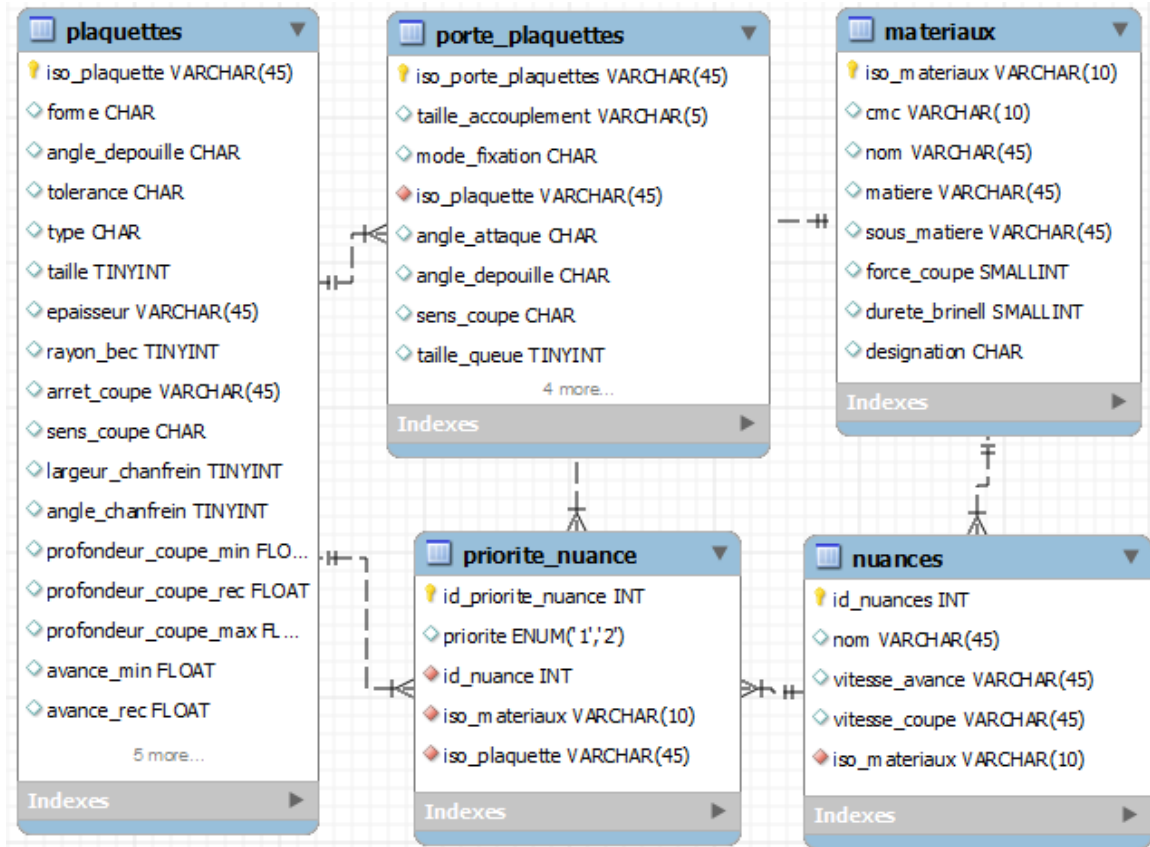 plaquettes
iso_plaquette VARCHAR(45)
forme CHAR
angle_depouille CHAR
tolerance CHAR
type CHAR
taille TINYINT
epaisseur VARCHAR(45)
rayon_bec TINYINT
arret_coupe VARCHAR(45)
sens_coupe CHAR
largeur_chanfrein TINYINT
angle_chanfrein TINYINT
profondeur_coupe_min FLO...
profondeur_coupe_rec FLOAT
profondeur_coupe_max FL...
avance_min FLOAT
avance_rec FLOAT
5 more...
Indexes
porte_plaquettes
iso_porte_plaquettes VARCHAR(45)
taille_accouplement VARCHAR(5)
mode_fixation CHAR
iso_plaquette VARCHAR(45)
angle_attaque CHAR
angle_depouille CHAR
sens_coupe CHAR
taille_queue TINYINT
4 more...
Indexes
materiaux
iso_materiaux VARCHAR(10)
cmc VARCHAR(10)
nom VARCHAR(45)
matiere VARCHAR(45)
sous_matiere VARCHAR(45)
force_coupe SMALLINT
durete_brinell SMALLINT
designation CHAR
Indexes
priorite_nuance
id_priorite_nuance INT
priorite ENUM('1','2')
id_nuance INT
iso_materiaux VARCHAR(10)
iso_plaquette VARCHAR(45)
Indexes
nuances
id_nuances INT
nom VARCHAR(45)
vitesse_avance VARCHAR(45)
vitesse_coupe VARCHAR(45)
iso_materiaux VARCHAR(10)
Indexes